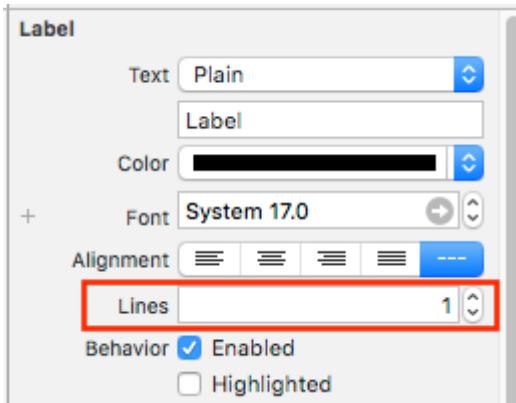 Label
Text Plain
Label
Color
+ Font System 17.0
Alignment ---
Lines 1
Behavior Enabled
Highlighted